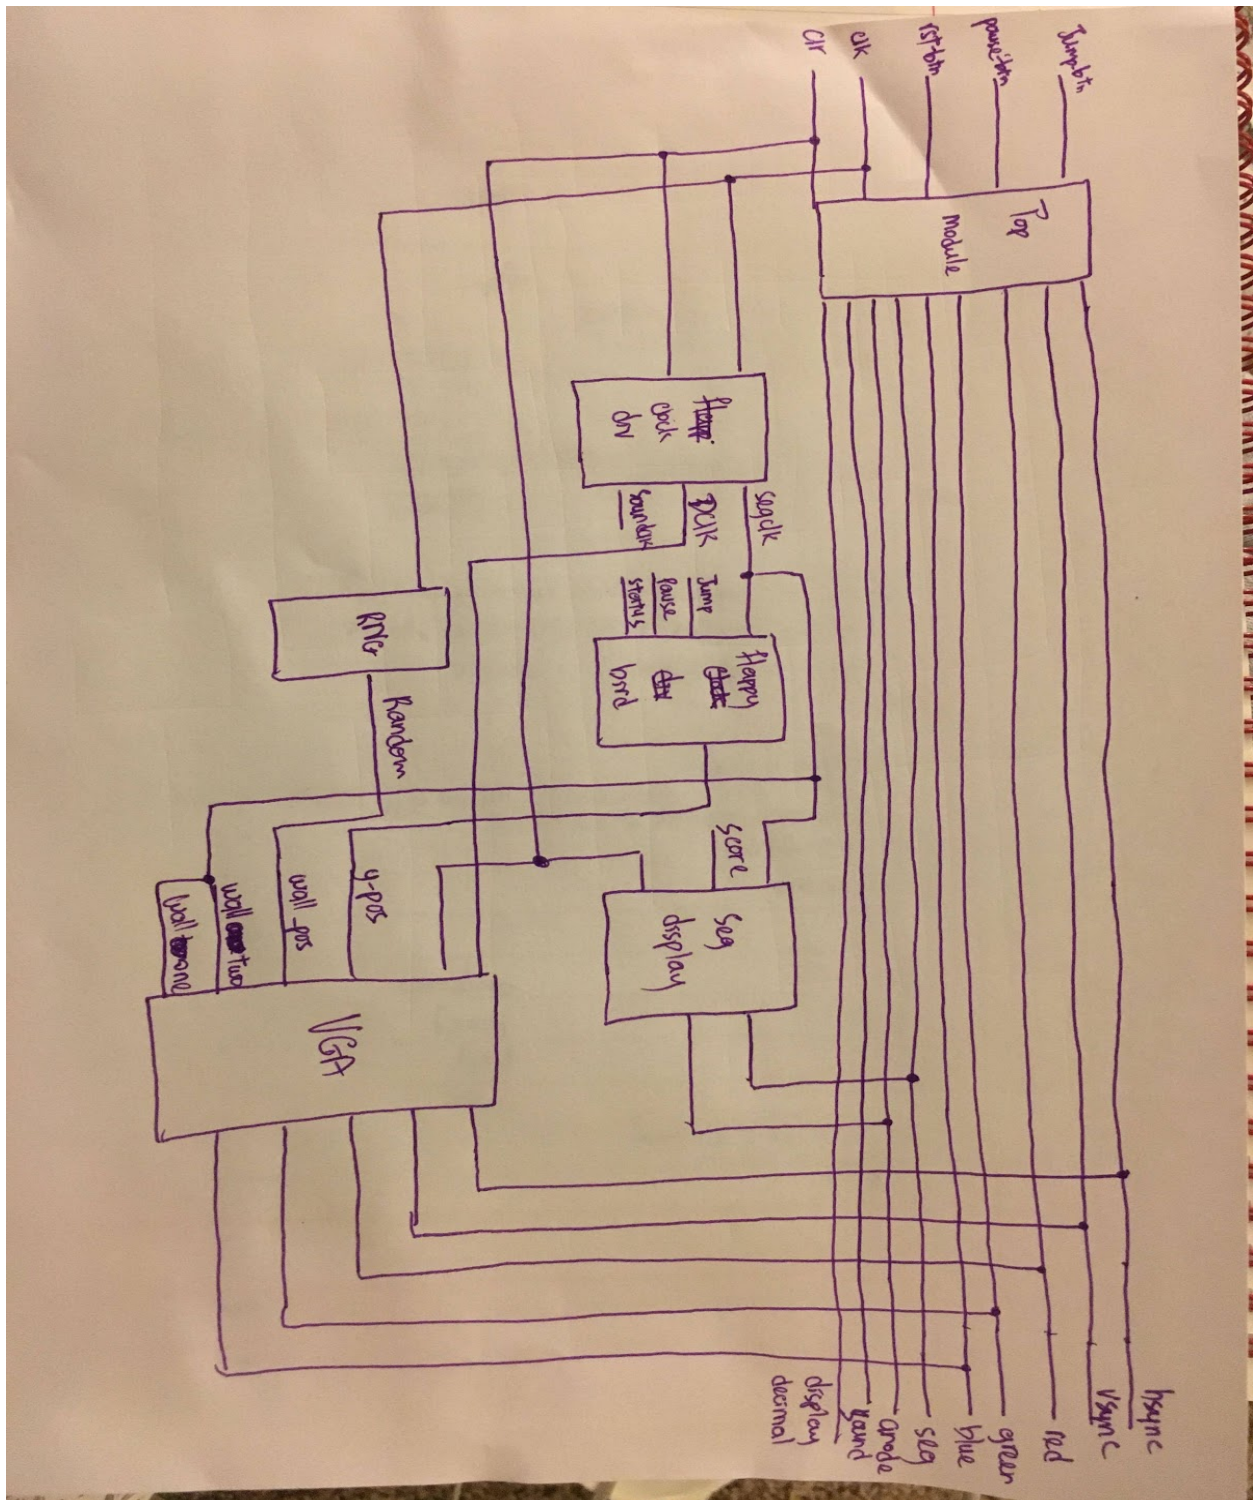 Jump-btn
pause-btn
rst-btn
clk
clr
Top
module
clock
div
segclk
DCLK
Jump
Pause
status
flappy
bird
RNG
Random
score
seg
display
y-pos
wall_pos
wall two
wall one
VGA
hsync
vsync
red
green
blue
seg
anode
display
decimal